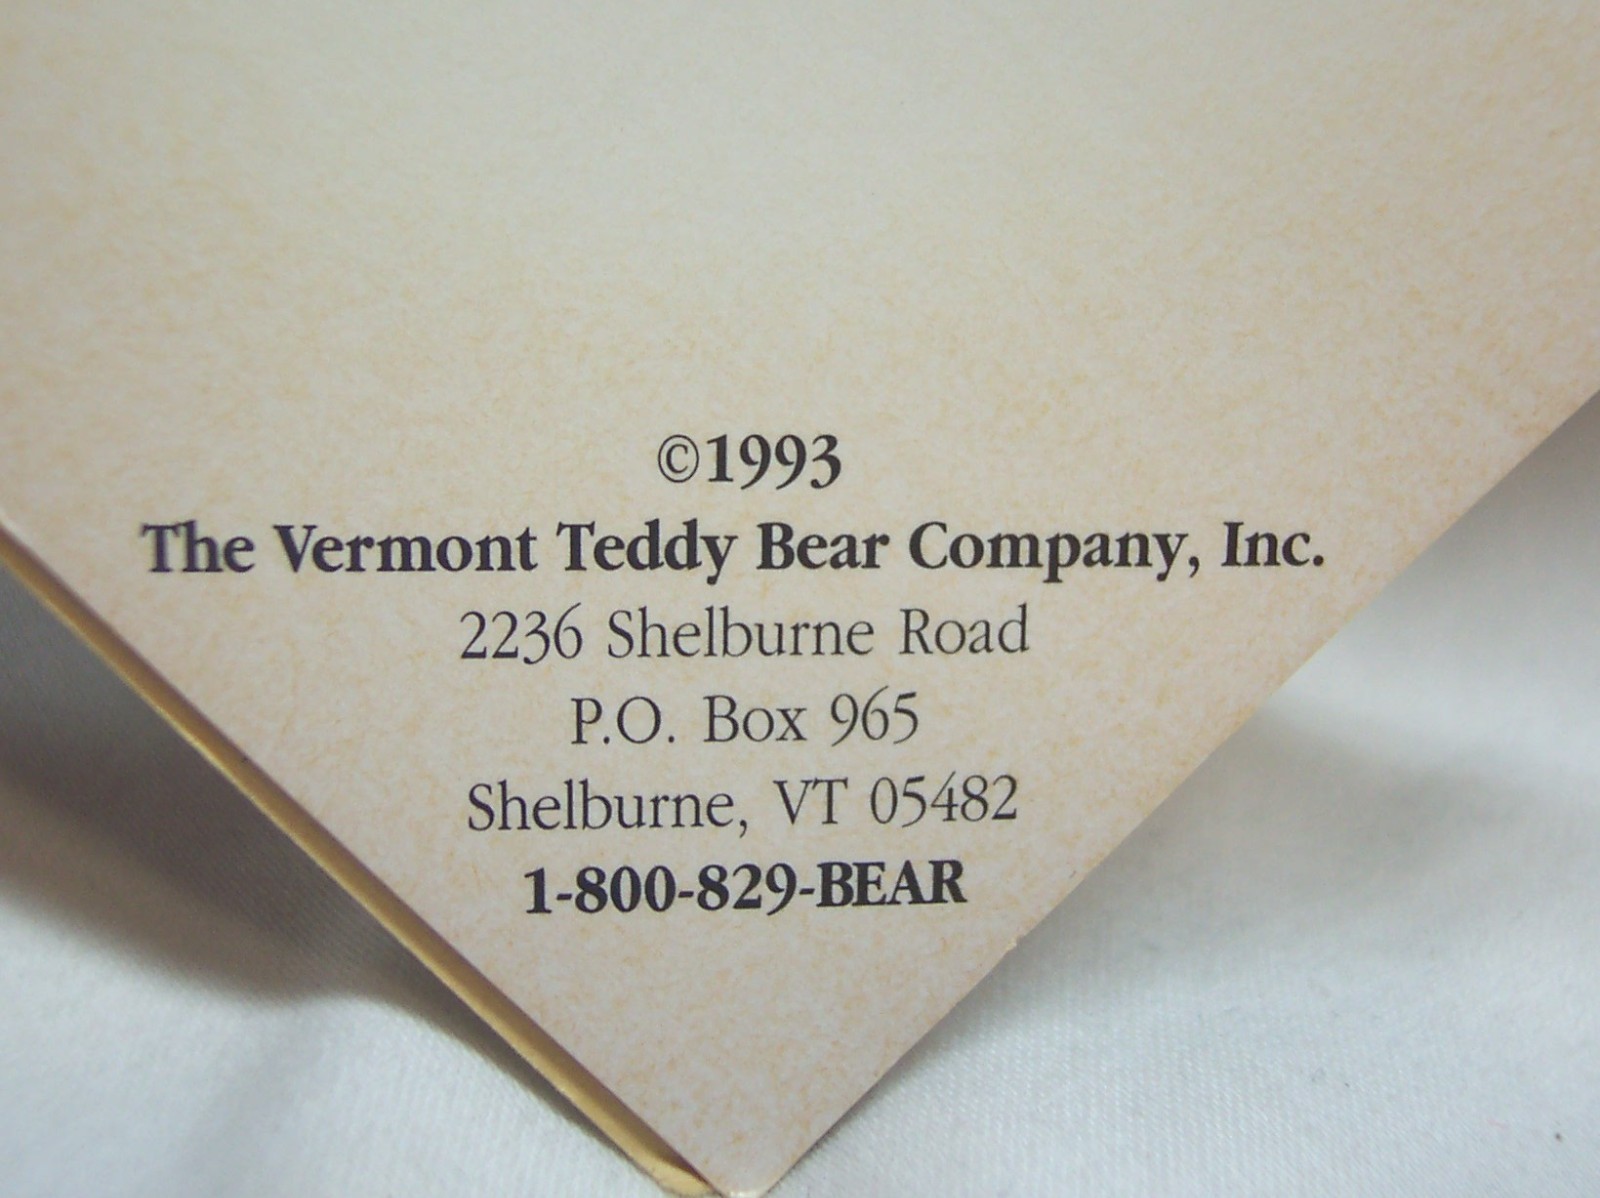 ©1993
The Vermont Teddy Bear Company, Inc.
2236 Shelburne Road
P.O. Box 965
Shelburne, VT 05482
1-800-829-BEAR